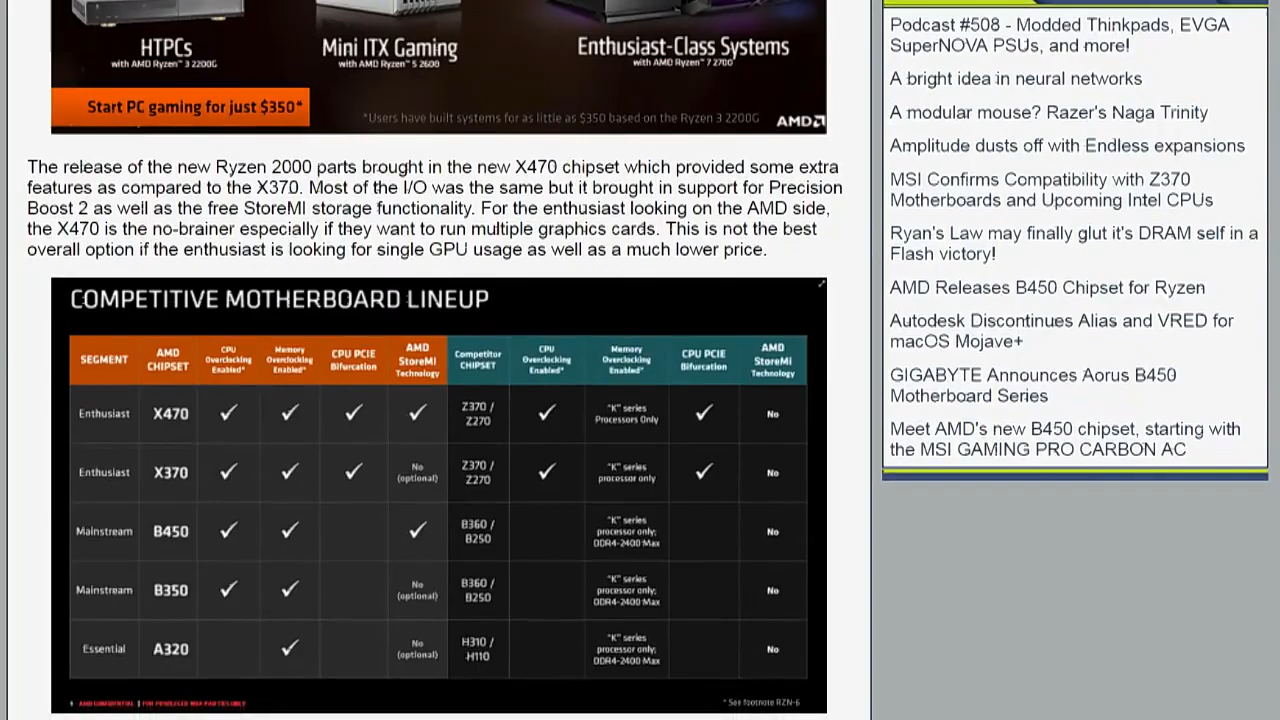 HTPCs
with AMD Ryzen™ 3 2200G
Mini ITX Gaming
with AMD Ryzen™ 5 2600
Enthusiast-Class Systems
with AMD Ryzen™ 7 2700
Start PC gaming for just $350*
*Users have built systems for as little as $350 based on the Ryzen 3 2200G
AMD
The release of the new Ryzen 2000 parts brought in the new X470 chipset which provided some extra
features as compared to the X370. Most of the I/O was the same but it brought in support for Precision
Boost 2 as well as the free StoreMI storage functionality. For the enthusiast looking on the AMD side,
the X470 is the no-brainer especially if they want to run multiple graphics cards. This is not the best
overall option if the enthusiast is looking for single GPU usage as well as a much lower price.
COMPETITIVE MOTHERBOARD LINEUP
SEGMENT AMD CHIPSET CPU Overclocking Enabled* Memory Overclocking Enabled* CPU PCIE Bifurcation AMD StoreMI Technology Competitor CHIPSET CPU Overclocking Enabled* Memory Overclocking Enabled* CPU PCIE Bifurcation AMD StoreMI Technology
Enthusiast X470 ✓ ✓ ✓ ✓ Z370 / Z270 ✓ "K" series Processors Only ✓ No
Enthusiast X370 ✓ ✓ ✓ No (optional) Z370 / Z270 ✓ "K" series processor only ✓ No
Mainstream B450 ✓ ✓ ✓ B360 / B250 "K" series processor only; DDR4-2400 Max No
Mainstream B350 ✓ ✓ No (optional) B360 / B250 "K" series processor only; DDR4-2400 Max No
Essential A320 ✓ No (optional) H310 / H110 "K" series processor only; DDR4-2400 Max No
AMD CONFIDENTIAL | FOR PRIVILEGED NDA PARTIES ONLY
* See footnote RZN-6
Podcast #508 - Modded Thinkpads, EVGA
SuperNOVA PSUs, and more!
A bright idea in neural networks
A modular mouse? Razer's Naga Trinity
Amplitude dusts off with Endless expansions
MSI Confirms Compatibility with Z370
Motherboards and Upcoming Intel CPUs
Ryan's Law may finally glut it's DRAM self in a
Flash victory!
AMD Releases B450 Chipset for Ryzen
Autodesk Discontinues Alias and VRED for
macOS Mojave+
GIGABYTE Announces Aorus B450
Motherboard Series
Meet AMD's new B450 chipset, starting with
the MSI GAMING PRO CARBON AC